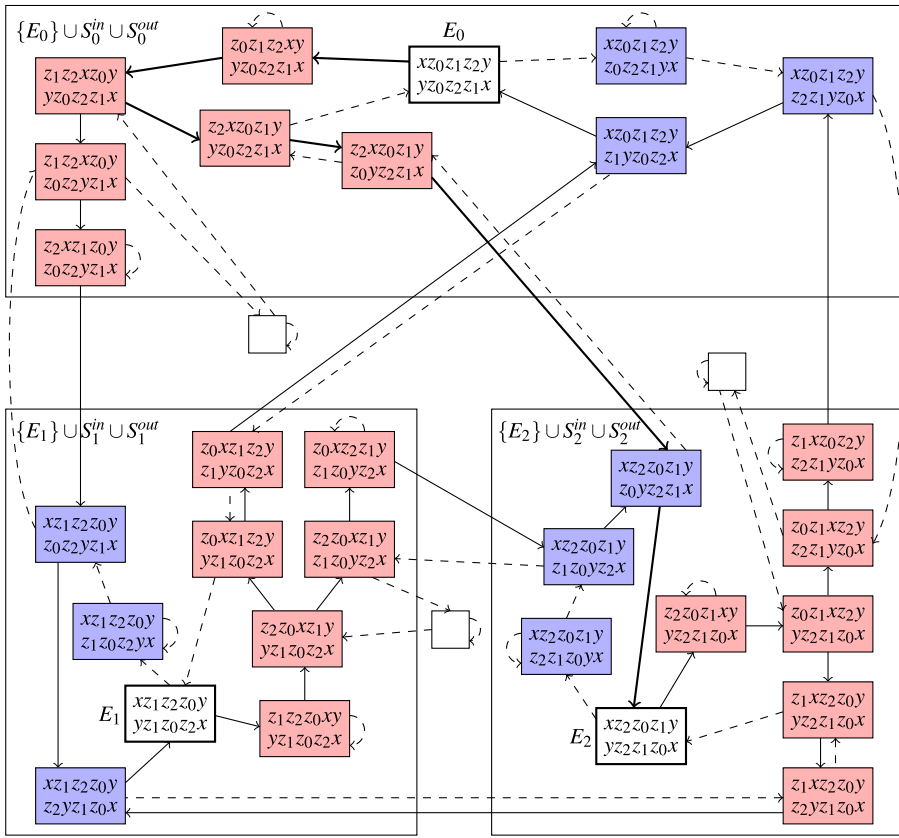 {E₀} ∪ S₀ⁱⁿ ∪ S₀ᵒᵘᵗ
E₀
z₀z₁z₂xy
yz₀z₂z₁x
xz₀z₁z₂y
yz₀z₂z₁x
xz₀z₁z₂y
z₀z₂z₁yx
z₁z₂xz₀y
yz₀z₂z₁x
xz₀z₁z₂y
z₂z₁yz₀x
z₂xz₀z₁y
yz₀z₂z₁x
z₂xz₀z₁y
z₀yz₂z₁x
xz₀z₁z₂y
z₁yz₀z₂x
z₁z₂xz₀y
z₀z₂yz₁x
z₂xz₁z₀y
z₀z₂yz₁x
{E₁} ∪ S₁ⁱⁿ ∪ S₁ᵒᵘᵗ
z₀xz₁z₂y
z₁yz₀z₂x
z₀xz₂z₁y
z₁z₀yz₂x
xz₁z₂z₀y
z₀z₂yz₁x
z₀xz₁z₂y
yz₁z₀z₂x
z₂z₀xz₁y
z₁z₀yz₂x
xz₁z₂z₀y
z₁z₀z₂yx
z₂z₀xz₁y
yz₁z₀z₂x
E₁
xz₁z₂z₀y
yz₁z₀z₂x
z₁z₂z₀xy
yz₁z₀z₂x
xz₁z₂z₀y
z₂yz₁z₀x
{E₂} ∪ S₂ⁱⁿ ∪ S₂ᵒᵘᵗ
z₁xz₀z₂y
z₂z₁yz₀x
xz₂z₀z₁y
z₀yz₂z₁x
z₀z₁xz₂y
z₂z₁yz₀x
xz₂z₀z₁y
z₁z₀yz₂x
z₂z₀z₁xy
yz₂z₁z₀x
z₀z₁xz₂y
yz₂z₁z₀x
xz₂z₀z₁y
z₂z₁z₀yx
E₂
xz₂z₀z₁y
yz₂z₁z₀x
z₁xz₂z₀y
yz₂z₁z₀x
z₁xz₂z₀y
z₂yz₁z₀x